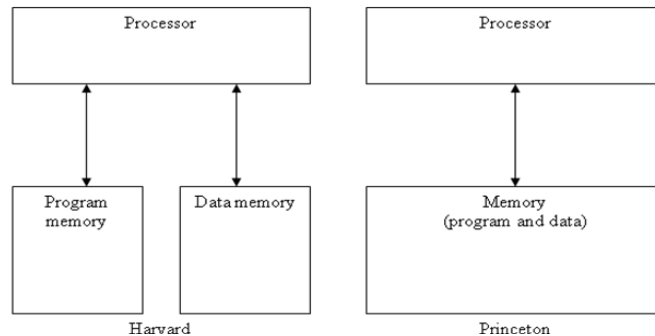 Processor
Processor
Program
memory
Data memory
Memory
(program and data)
Harvard
Princeton